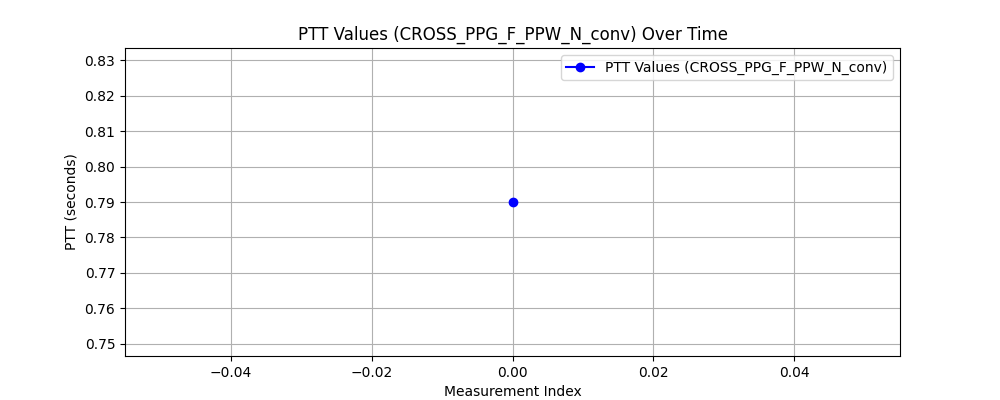 PTT Values (CROSS_PPG_F_PPW_N_conv) Over Time
PTT Values (CROSS_PPG_F_PPW_N_conv)
PTT (seconds)
0.83
0.82
0.81
0.80
0.79
0.78
0.77
0.76
0.75
−0.04 −0.02 0.00 0.02 0.04
Measurement Index